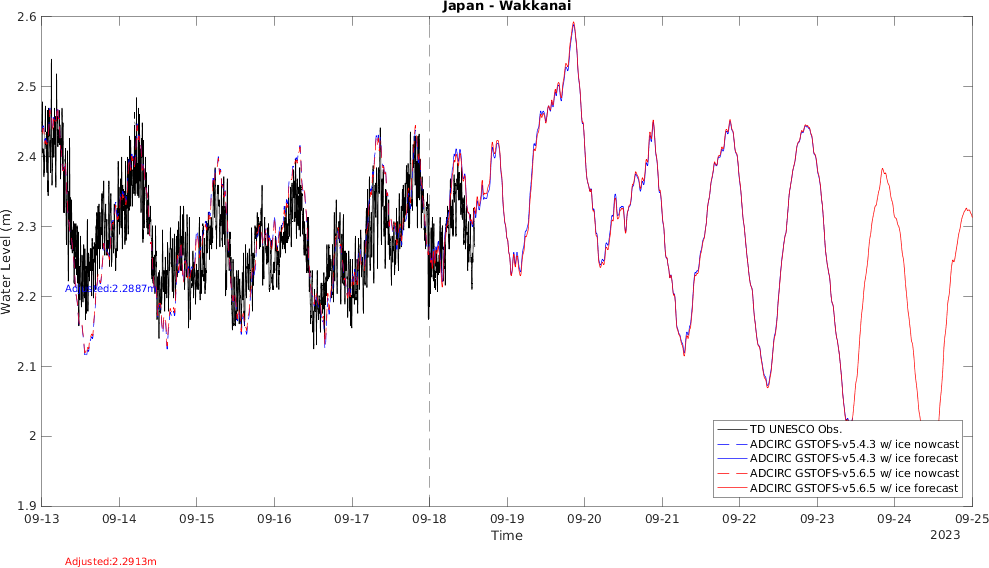 Japan - Wakkanai
2.6
2.5
2.4
2.3
2.2
2.1
2
1.9
Water Level (m)
Adjusted:2.2887m
TD UNESCO Obs.
ADCIRC GSTOFS-v5.4.3 w/ ice nowcast
ADCIRC GSTOFS-v5.4.3 w/ ice forecast
ADCIRC GSTOFS-v5.6.5 w/ ice nowcast
ADCIRC GSTOFS-v5.6.5 w/ ice forecast
09-13 09-14 09-15 09-16 09-17 09-18 09-19 09-20 09-21 09-22 09-23 09-24 09-25
Time
2023
Adjusted:2.2913m